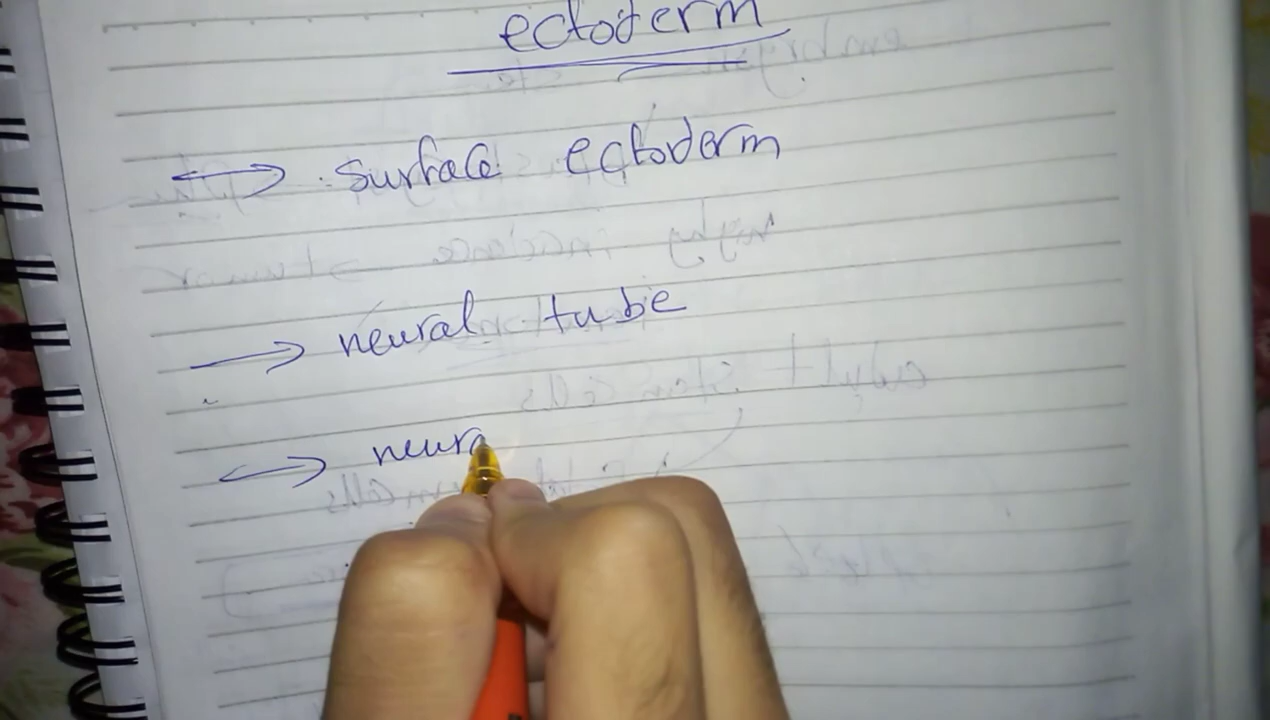 ectoderm
→ surface ectoderm
→ neural tube
→ neura